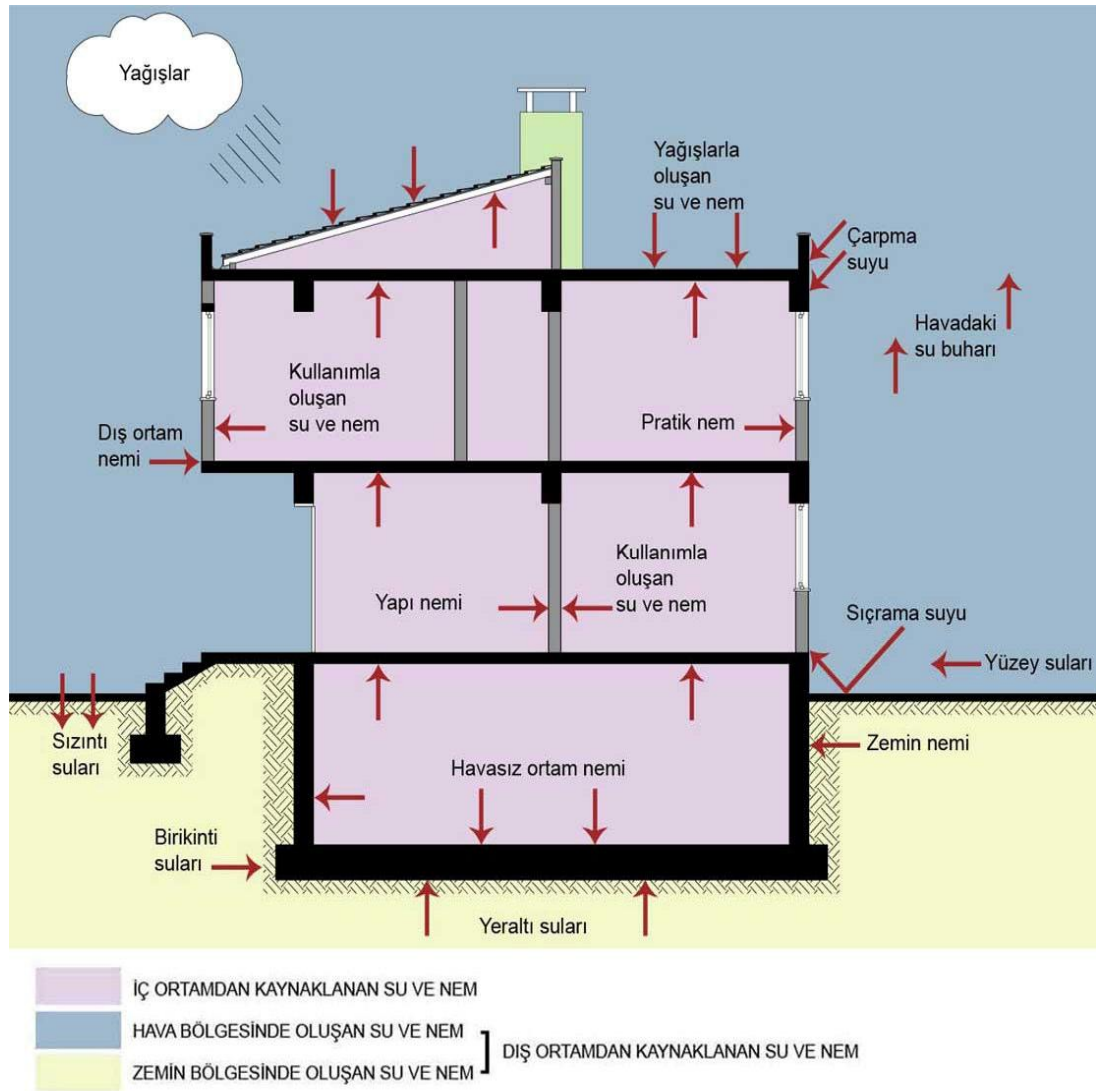 Yağışlar
Yağışlarla
oluşan
su ve nem
Çarpma
suyu
Havadaki
su buharı
Kullanımla
oluşan
su ve nem
Pratik nem
Dış ortam
nemi
Kullanımla
oluşan
su ve nem
Yapı nemi
Sıçrama suyu
Yüzey suları
Sızıntı
suları
Zemin nemi
Havasız ortam nemi
Birikinti
suları
Yeraltı suları
İÇ ORTAMDAN KAYNAKLANAN SU VE NEM
HAVA BÖLGESİNDE OLUŞAN SU VE NEM
DIŞ ORTAMDAN KAYNAKLANAN SU VE NEM
ZEMİN BÖLGESİNDE OLUŞAN SU VE NEM